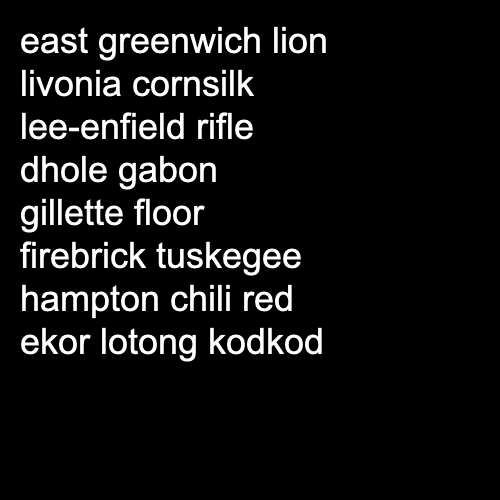 east greenwich lion
livonia cornsilk
lee-enfield rifle
dhole gabon
gillette floor
firebrick tuskegee
hampton chili red
ekor lotong kodkod